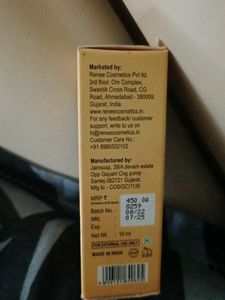 Marketed by:
Renee Cosmetics Pvt ltd,
3rd floor, Om Complex,
Swastik Cross Road, CG
Road, Ahmedabad - 380009,
Gujarat, India.
www.reneecosmetics.in
For any feedback/ customer
support, write to us on
hi@reneecosmetics.in
Customer Care No.:
+91 8980502102
Manufactured by:
Jainsoap, 39/A devam estate
Opp Gayatri Cng pump
Santej-382721 Gujarat.
Mfg lic - COS/GC/1135
MRP ₹ 450.00
8259
Batch No. : 08/22
Mfd. : 07/25
Exp. :
Net Wt. : 10 ml
FOR EXTERNAL USE ONLY
MADE IN INDIA